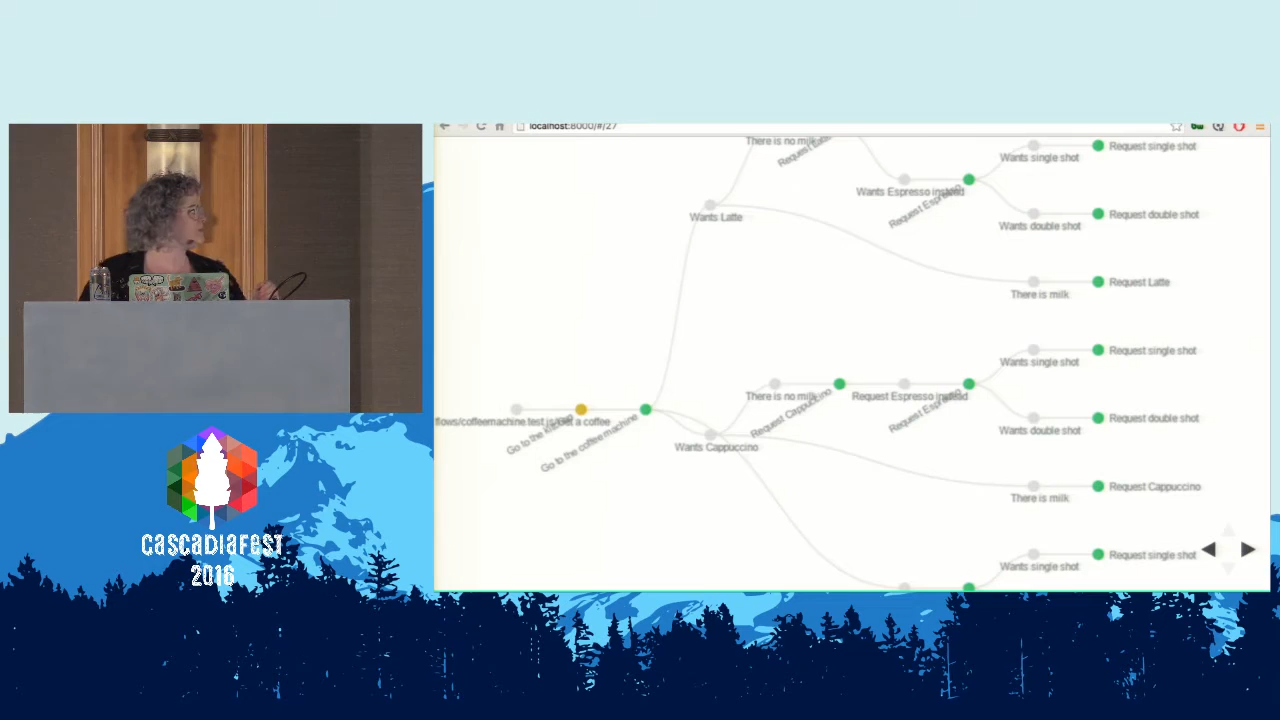 localhost:8000/#/27
There is no milk
Wants single shot
Request single shot
Wants Espresso instead
Request Espresso
Wants Latte
Wants double shot
Request double shot
There is milk
Request Latte
Wants single shot
Request single shot
There is no milk
Request Cappuccino
Request Espresso instead
Request Espresso
flows/coffeemachine.test.js/Get a coffee
Go to the coffee machine
Wants Cappuccino
Wants double shot
Request double shot
There is milk
Request Cappuccino
Wants single shot
Request single shot
CASCADIAFEST
2016